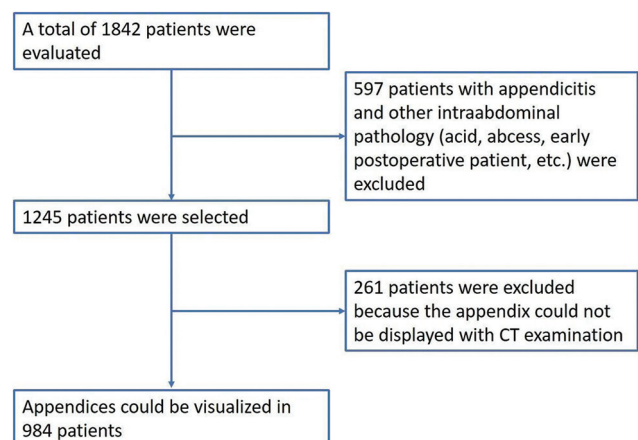 A total of 1842 patients were
evaluated
597 patients with appendicitis
and other intraabdominal
pathology (acid, abcess, early
postoperative patient, etc.) were
excluded
1245 patients were selected
261 patients were excluded
because the appendix could not
be displayed with CT examination
Appendices could be visualized in
984 patients